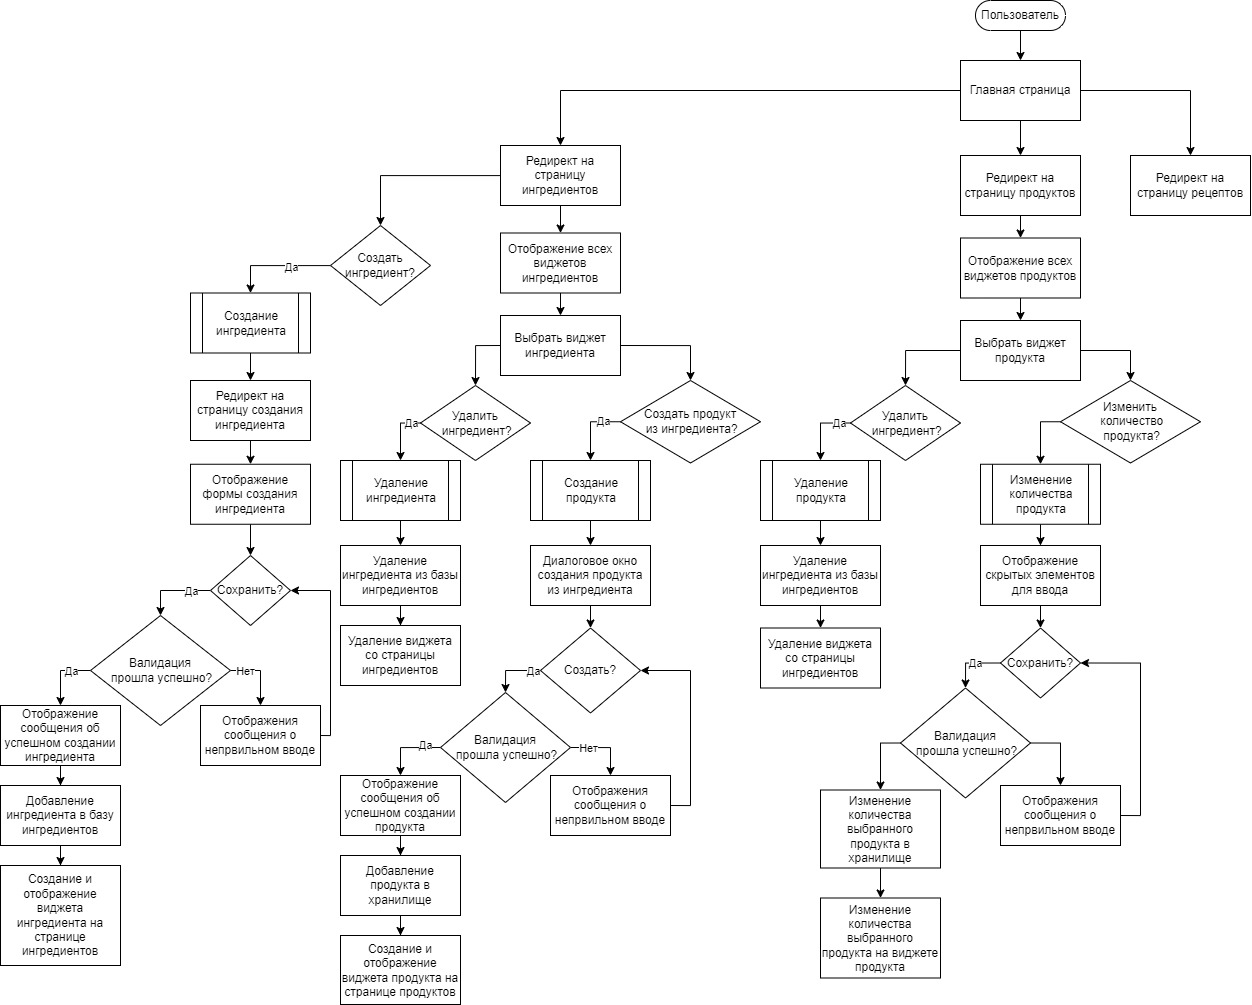 Пользователь
Главная страница
Редирект на
страницу
ингредиентов
Редирект на
страницу продуктов
Редирект на
страницу рецептов
Создать
ингредиент?
Да
Отображение всех
виджетов
ингредиентов
Отображение всех
виджетов продуктов
Создание
ингредиента
Выбрать виджет
ингредиента
Выбрать виджет
продукта
Редирект на
страницу создания
ингредиента
Удалить
ингредиент?
Да
Создать продукт
из ингредиента?
Да
Удалить
ингредиент?
Да
Изменить
количество
продукта?
Отображение
формы создания
ингредиента
Удаление
ингредиента
Создание
продукта
Удаление
продукта
Изменение
количества
продукта
Сохранить?
Да
Удаление
ингредиента из базы
ингредиентов
Диалоговое окно
создания продукта
из ингредиента
Удаление
ингредиента из базы
ингредиентов
Отображение
скрытых элементов
для ввода
Валидация
прошла успешно?
Да
Нет
Удаление виджета
со страницы
ингредиентов
Создать?
Да
Удаление виджета
со страницы
ингредиентов
Сохранить?
Да
Отображение
сообщения об
успешном создании
ингредиента
Отображения
сообщения о
непрвильном вводе
Валидация
прошла успешно?
Да
Нет
Валидация
прошла успешно?
Добавление
ингредиента в базу
ингредиентов
Отображение
сообщения об
успешном создании
продукта
Отображения
сообщения о
непрвильном вводе
Изменение
количества
выбранного
продукта в
хранилище
Отображения
сообщения о
непрвильном вводе
Создание и
отображение
виджета
ингредиента на
странице
ингредиентов
Добавление
продукта в
хранилище
Изменение
количества
выбранного
продукта на виджете
продукта
Создание и
отображение
виджета продукта на
странице продуктов